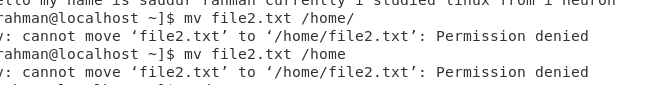 my name is saudur rahman currently i studied linux from i neuron
rahman@localhost ~]$ mv file2.txt /home/
: cannot move ‘file2.txt’ to ‘/home/file2.txt’: Permission denied
rahman@localhost ~]$ mv file2.txt /home
: cannot move ‘file2.txt’ to ‘/home/file2.txt’: Permission denied